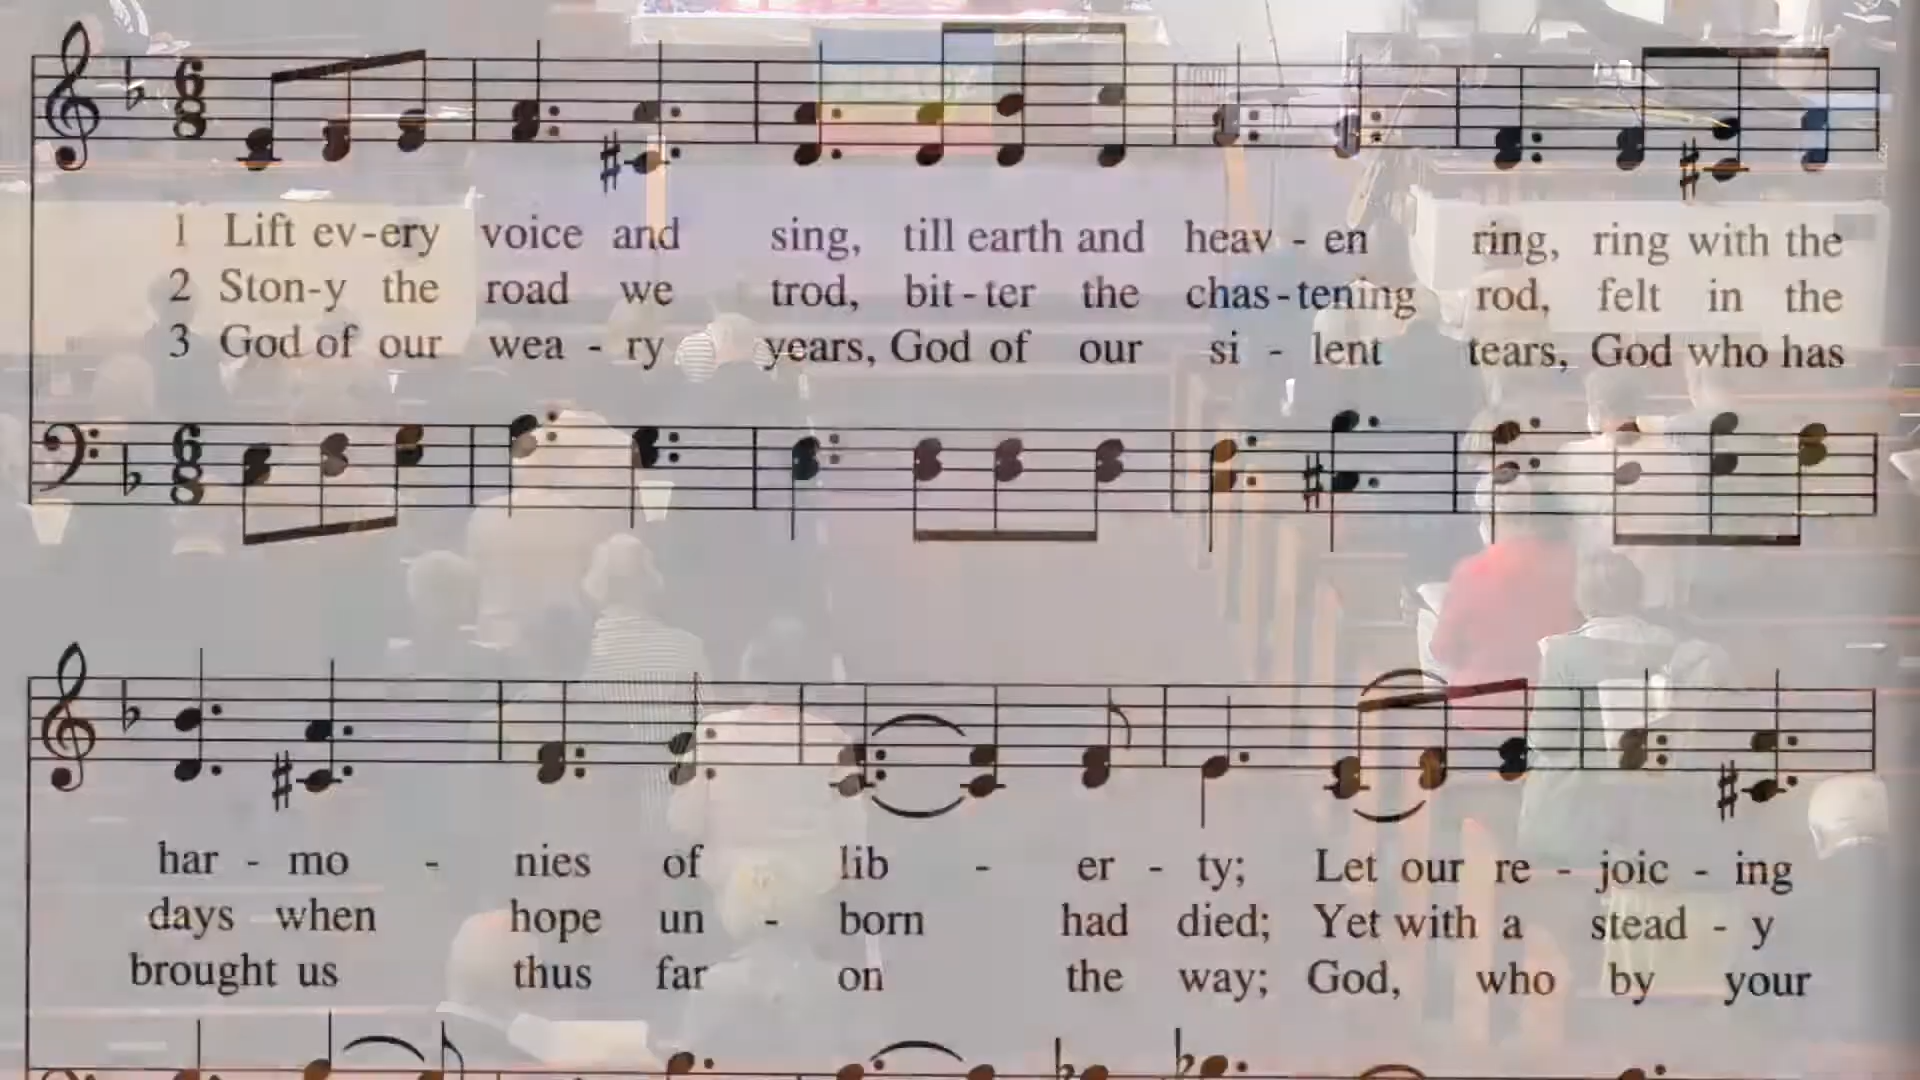 6 8
1 Lift ev-ery voice and sing, till earth and heav - en ring, ring with the
2 Ston-y the road we trod, bit - ter the chas - tening rod, felt in the
3 God of our wea - ry years, God of our si - lent tears, God who has
6 8
har - mo - nies of lib - er - ty; Let our re - joic - ing
days when hope un - born had died; Yet with a stead - y
brought us thus far on the way; God, who by your